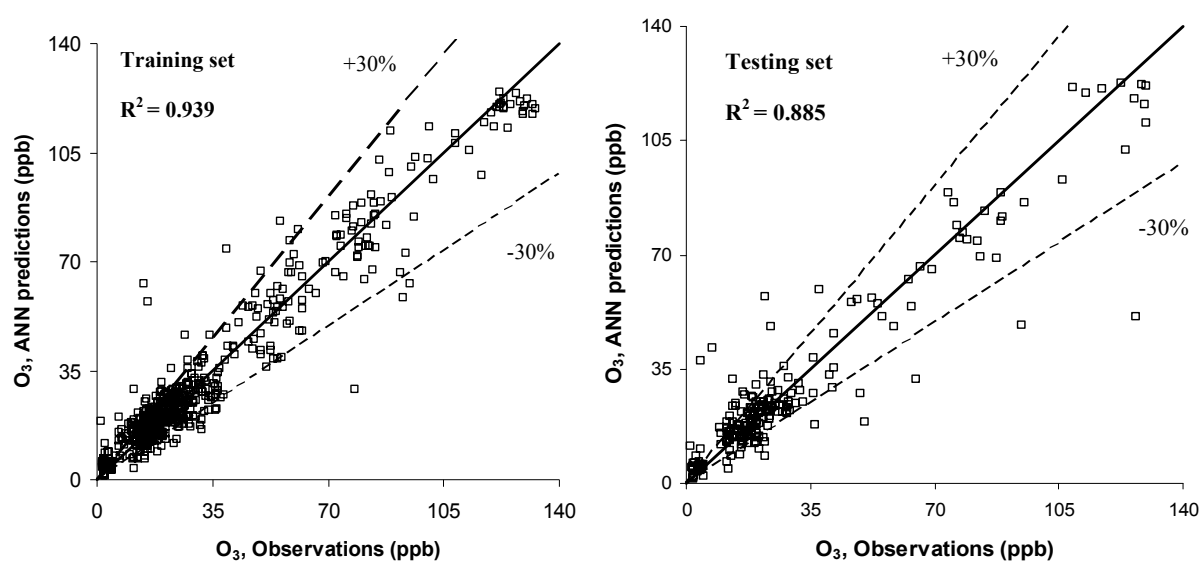 Training set
R² = 0.939
+30%
-30%
O₃, ANN predictions (ppb)
140
105
70
35
0
0 35 70 105 140
O₃, Observations (ppb)
Testing set
R² = 0.885
+30%
-30%
O₃, ANN predictions (ppb)
140
105
70
35
0
0 35 70 105 140
O₃, Observations (ppb)